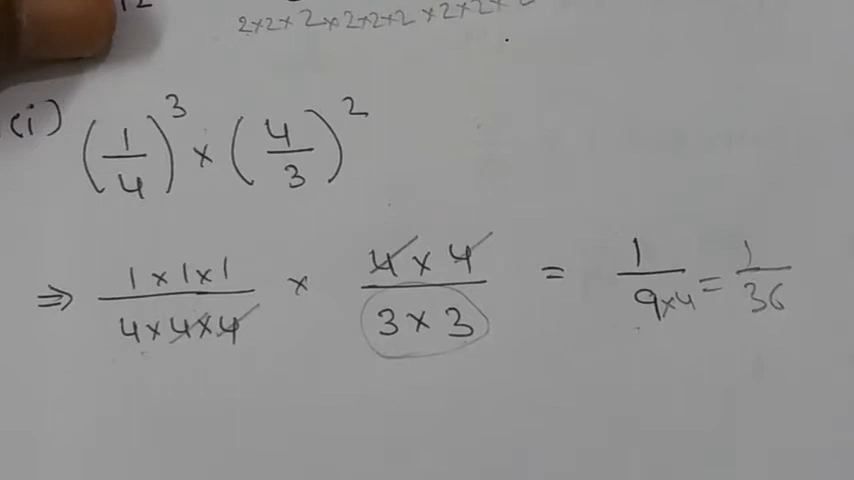 12
2×2×2×2×2×2×2×2×
(i) (1/4)³ × (4/3)²
⇒ 1×1×1/4×4×4 × 4×4/3×3 = 1/9×4 = 1/36